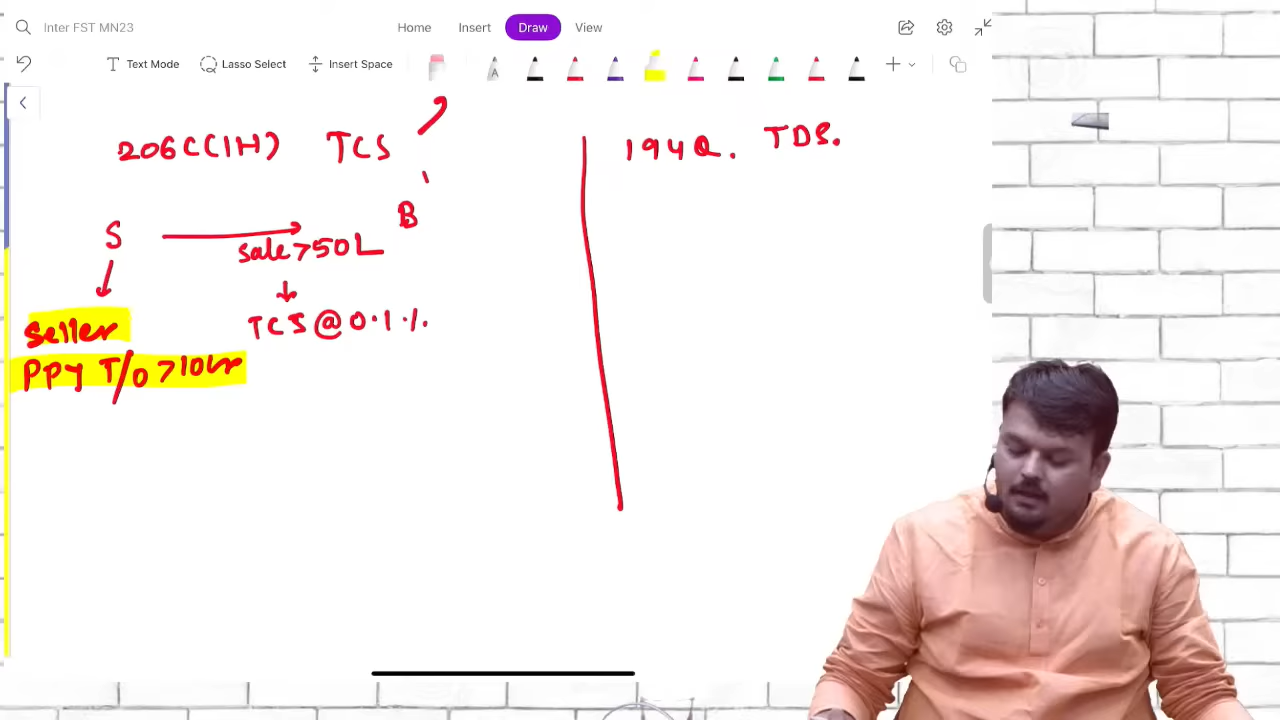 Inter FST MN23
Home Insert Draw View
Text Mode Lasso Select Insert Space
206C(1H) TCS
194Q. TDS.
S
B
Sale>50L
TCS@0.1%.
Seller
PPY T/O>10Cr